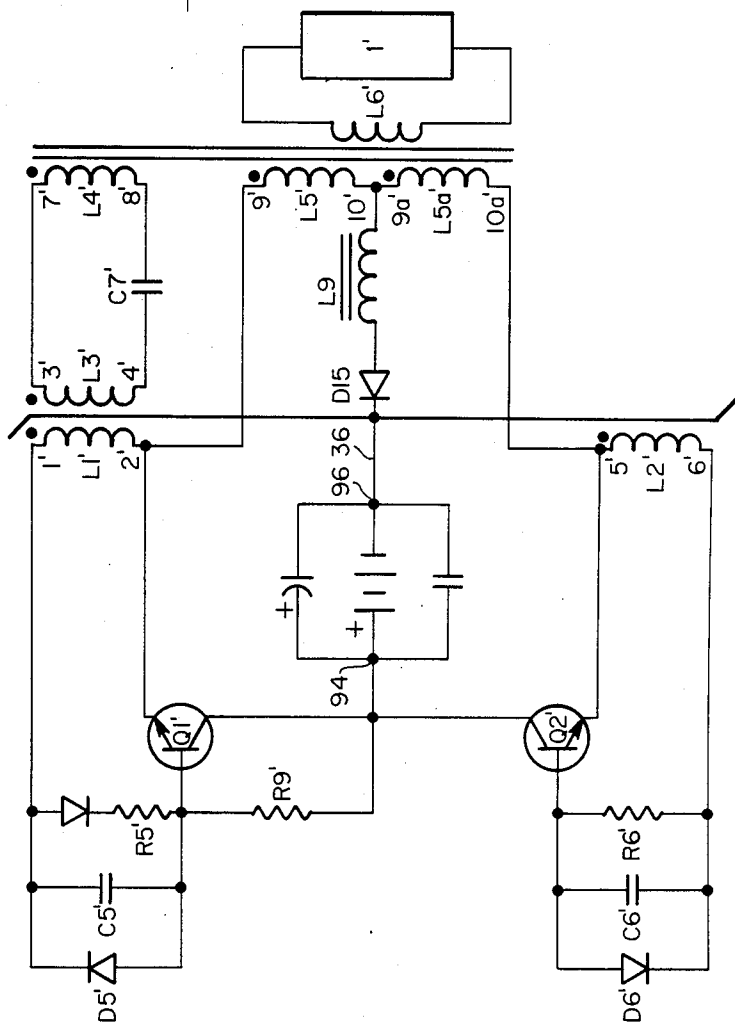 1'
L6'
7'
L4'
8'
C7'
3'
L3'
4'
1'
L1'
2'
9'
L5'
10'
9a'
L5a'
10a'
L9
D15
36
96
94
+
+
5'
L2'
6'
Q1'
Q2'
R9'
R5'
C5'
D5'
R6'
C6'
D6'